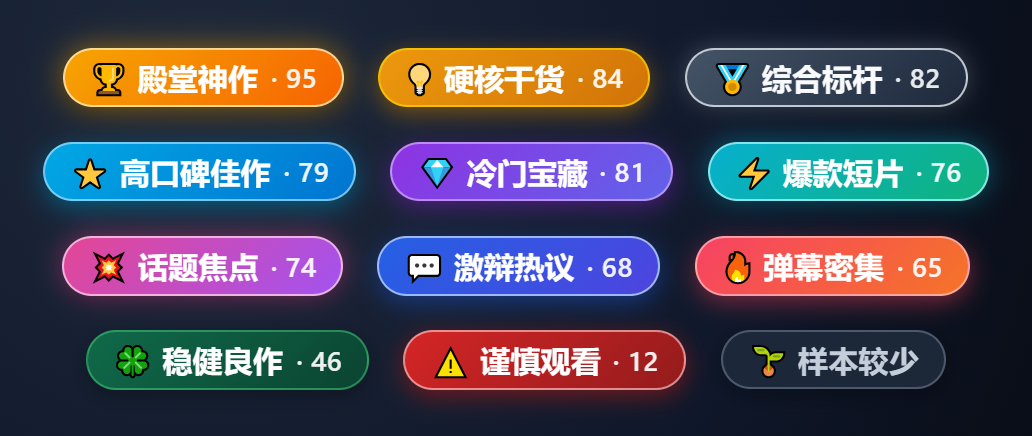 殿堂神作 · 95
硬核干货 · 84
综合标杆 · 82
高口碑佳作 · 79
冷门宝藏 · 81
爆款短片 · 76
话题焦点 · 74
激辩热议 · 68
弹幕密集 · 65
稳健良作 · 46
谨慎观看 · 12
样本较少